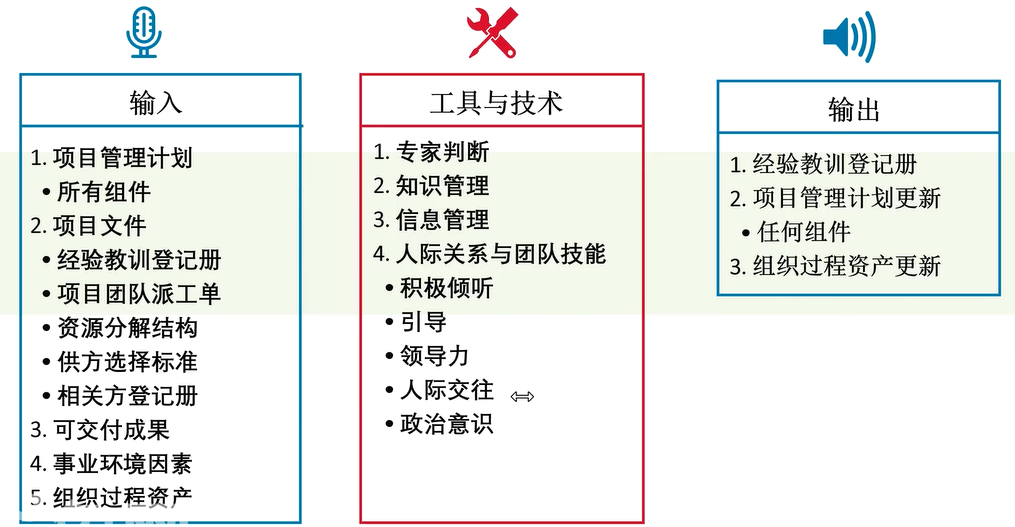 输入
1. 项目管理计划
• 所有组件
2. 项目文件
• 经验教训登记册
• 项目团队派工单
• 资源分解结构
• 供方选择标准
• 相关方登记册
3. 可交付成果
4. 事业环境因素
5. 组织过程资产
工具与技术
1. 专家判断
2. 知识管理
3. 信息管理
4. 人际关系与团队技能
• 积极倾听
• 引导
• 领导力
• 人际交往
• 政治意识
输出
1. 经验教训登记册
2. 项目管理计划更新
• 任何组件
3. 组织过程资产更新